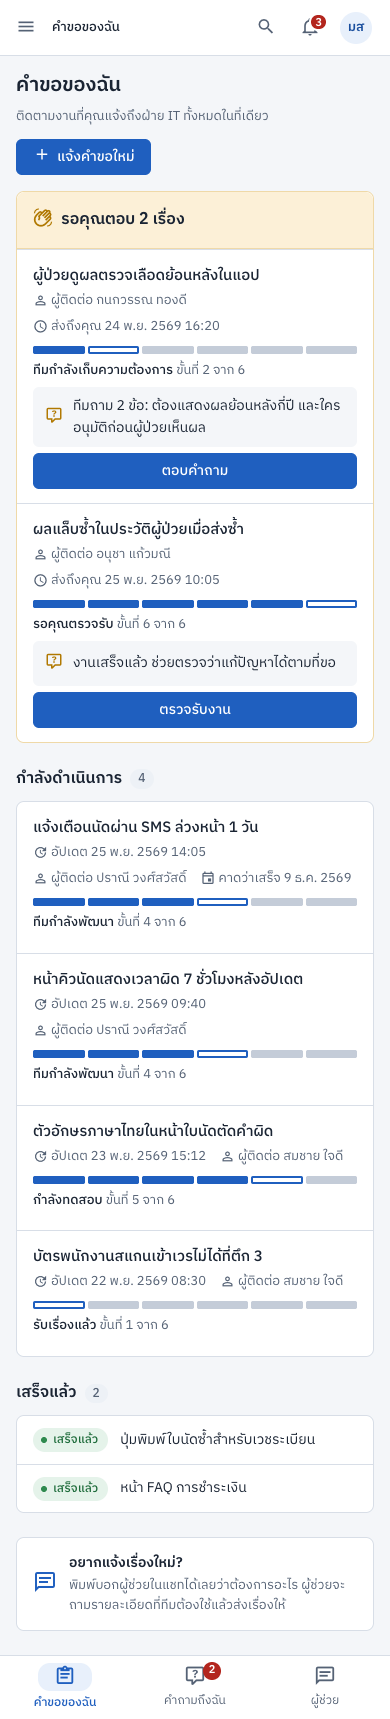 คำขอของฉัน
3
มส
คำขอของฉัน
ติดตามงานที่คุณแจ้งถึงฝ่าย IT ทั้งหมดในที่เดียว
แจ้งคำขอใหม่
รอคุณตอบ 2 เรื่อง
ผู้ป่วยดูผลตรวจเลือดย้อนหลังในแอป
ผู้ติดต่อ กนกวรรณ ทองดี
ส่งถึงคุณ 24 พ.ย. 2569 16:20
ทีมกำลังเก็บความต้องการ ขั้นที่ 2 จาก 6
ทีมถาม 2 ข้อ: ต้องแสดงผลย้อนหลังกี่ปี และใคร
อนุมัติก่อนผู้ป่วยเห็นผล
ตอบคำถาม
ผลแล็บซ้ำในประวัติผู้ป่วยเมื่อส่งซ้ำ
ผู้ติดต่อ อนุชา แก้วมณี
ส่งถึงคุณ 25 พ.ย. 2569 10:05
รอคุณตรวจรับ ขั้นที่ 6 จาก 6
งานเสร็จแล้ว ช่วยตรวจว่าแก้ปัญหาได้ตามที่ขอ
ตรวจรับงาน
กำลังดำเนินการ 4
แจ้งเตือนนัดผ่าน SMS ล่วงหน้า 1 วัน
อัปเดต 25 พ.ย. 2569 14:05
ผู้ติดต่อ ปราณี วงศ์สวัสดิ์ คาดว่าเสร็จ 9 ธ.ค. 2569
ทีมกำลังพัฒนา ขั้นที่ 4 จาก 6
หน้าคิวนัดแสดงเวลาผิด 7 ชั่วโมงหลังอัปเดต
อัปเดต 25 พ.ย. 2569 09:40
ผู้ติดต่อ ปราณี วงศ์สวัสดิ์
ทีมกำลังพัฒนา ขั้นที่ 4 จาก 6
ตัวอักษรภาษาไทยในหน้าใบนัดตัดคำผิด
อัปเดต 23 พ.ย. 2569 15:12 ผู้ติดต่อ สมชาย ใจดี
กำลังทดสอบ ขั้นที่ 5 จาก 6
บัตรพนักงานสแกนเข้าเวรไม่ได้ที่ตึก 3
อัปเดต 22 พ.ย. 2569 08:30 ผู้ติดต่อ สมชาย ใจดี
รับเรื่องแล้ว ขั้นที่ 1 จาก 6
เสร็จแล้ว 2
เสร็จแล้ว ปุ่มพิมพ์ใบนัดซ้ำสำหรับเวชระเบียน
เสร็จแล้ว หน้า FAQ การชำระเงิน
อยากแจ้งเรื่องใหม่?
พิมพ์บอกผู้ช่วยในแชทได้เลยว่าต้องการอะไร ผู้ช่วยจะ
ถามรายละเอียดที่ทีมต้องใช้แล้วส่งเรื่องให้
2
คำขอของฉัน คำถามถึงฉัน ผู้ช่วย